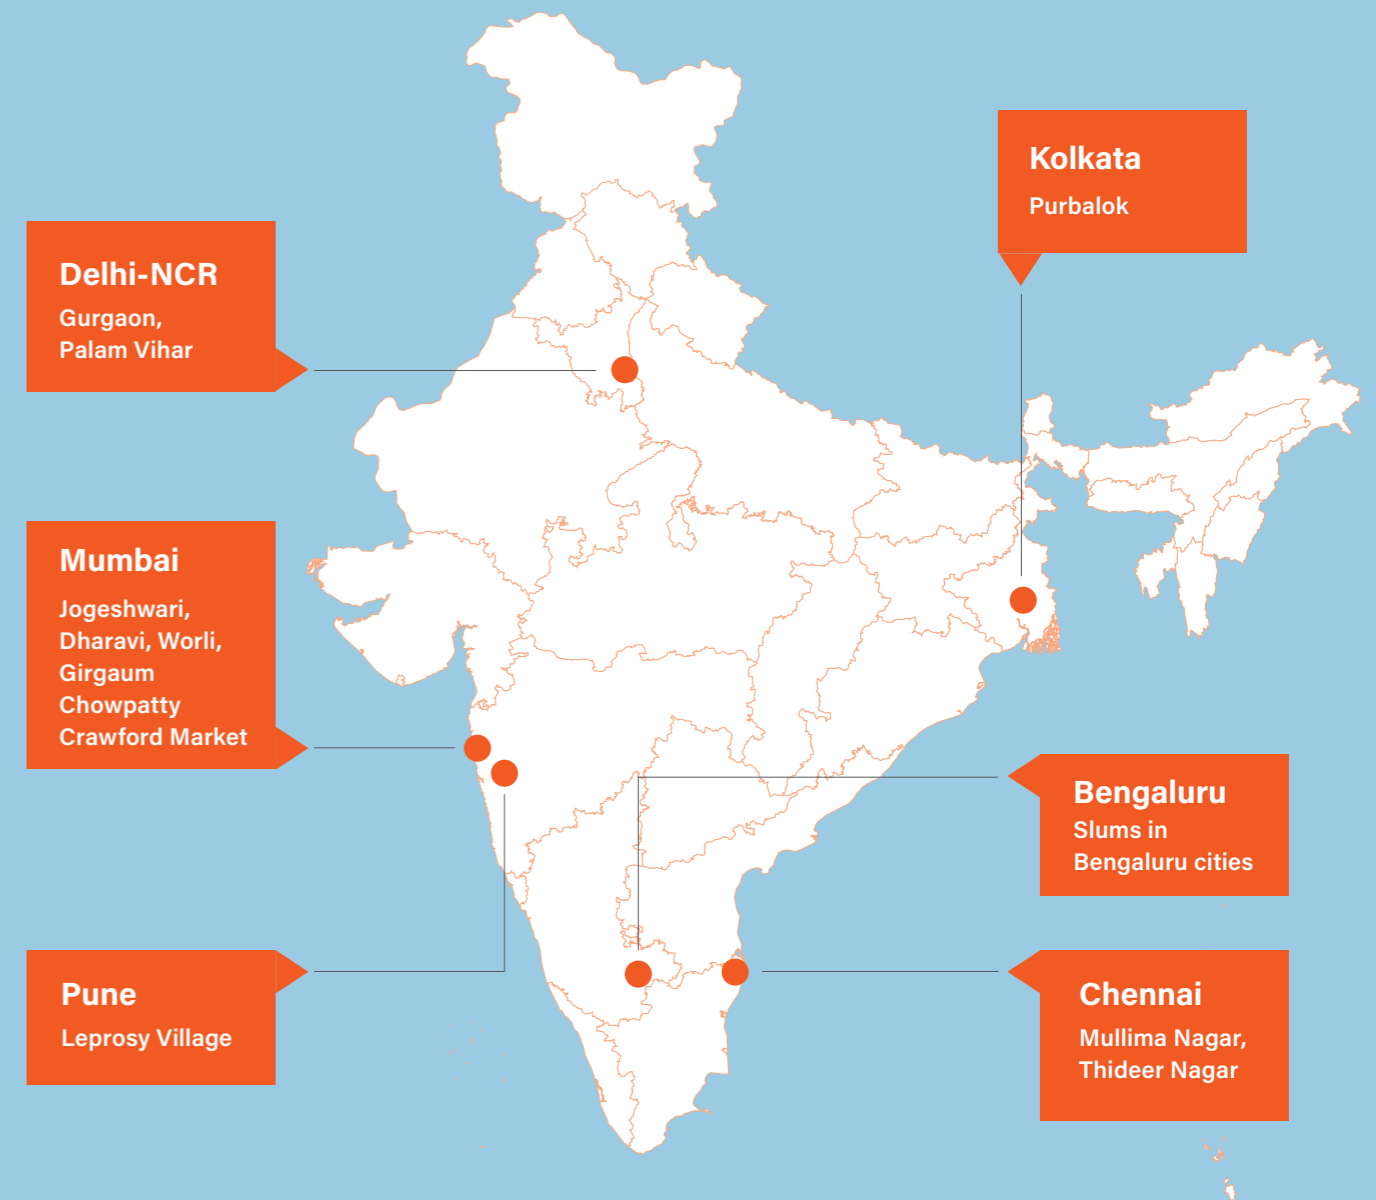 Kolkata
Purbalok
Delhi-NCR
Gurgaon,
Palam Vihar
Mumbai
Jogeshwari,
Dharavi, Worli,
Girgaum
Chowpatty
Crawford Market
Bengaluru
Slums in
Bengaluru cities
Pune
Leprosy Village
Chennai
Mullima Nagar,
Thideer Nagar